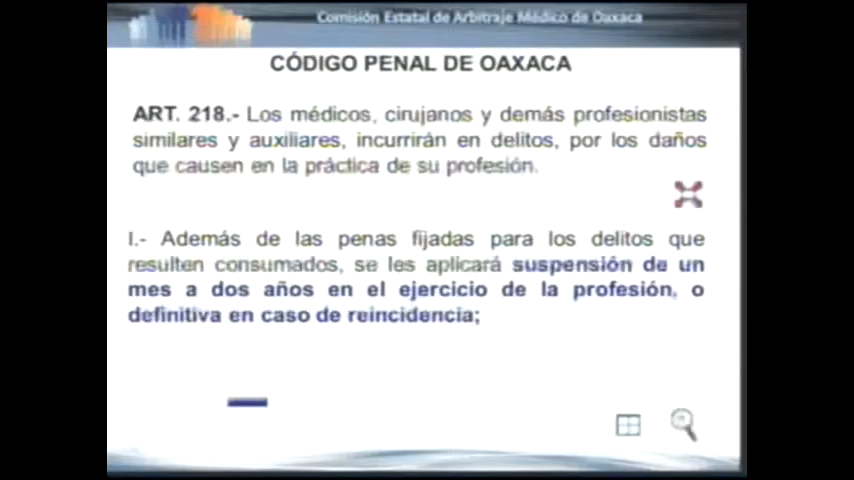 Comisión Estatal de Arbitraje Médico de Oaxaca
CÓDIGO PENAL DE OAXACA
ART. 218.- Los médicos, cirujanos y demás profesionistas
similares y auxiliares, incurrirán en delitos, por los daños
que causen en la práctica de su profesión.
I.- Además de las penas fijadas para los delitos que
resulten consumados, se les aplicará suspensión de un
mes a dos años en el ejercicio de la profesión, o
definitiva en caso de reincidencia;